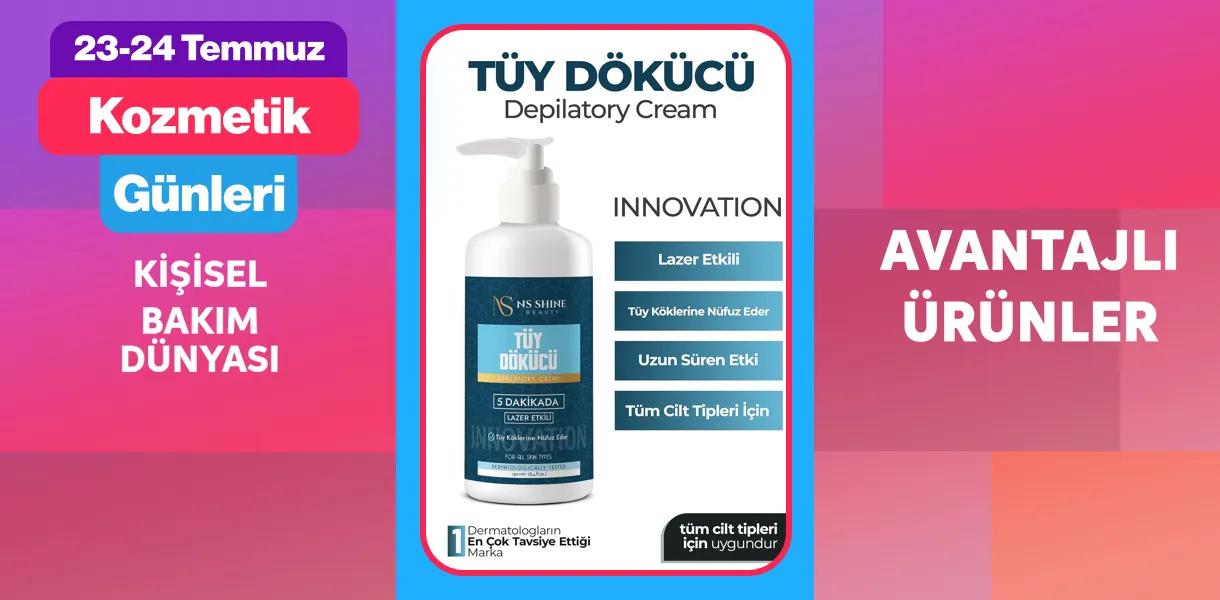 23-24 Temmuz
Kozmetik
Günleri
KİŞİSEL
BAKIM
DÜNYASI
TÜY DÖKÜCÜ
Depilatory Cream
INNOVATION
Lazer Etkili
Tüy Köklerine Nüfuz Eder
Uzun Süren Etki
Tüm Cilt Tipleri İçin
NS NS SHINE
BEAUTY
TÜY
DÖKÜCÜ
DEPILATORY CREAM
5 DAKİKADA
LAZER ETKİLİ
INNOVATION
Tüy Köklerine Nüfuz Eder
FOR ALL SKIN TYPES
DERMATOLOGICALLY TESTED
1 Dermatologların
En Çok Tavsiye Ettiği
Marka
tüm cilt tipleri
için uygundur
AVANTAJLI
ÜRÜNLER